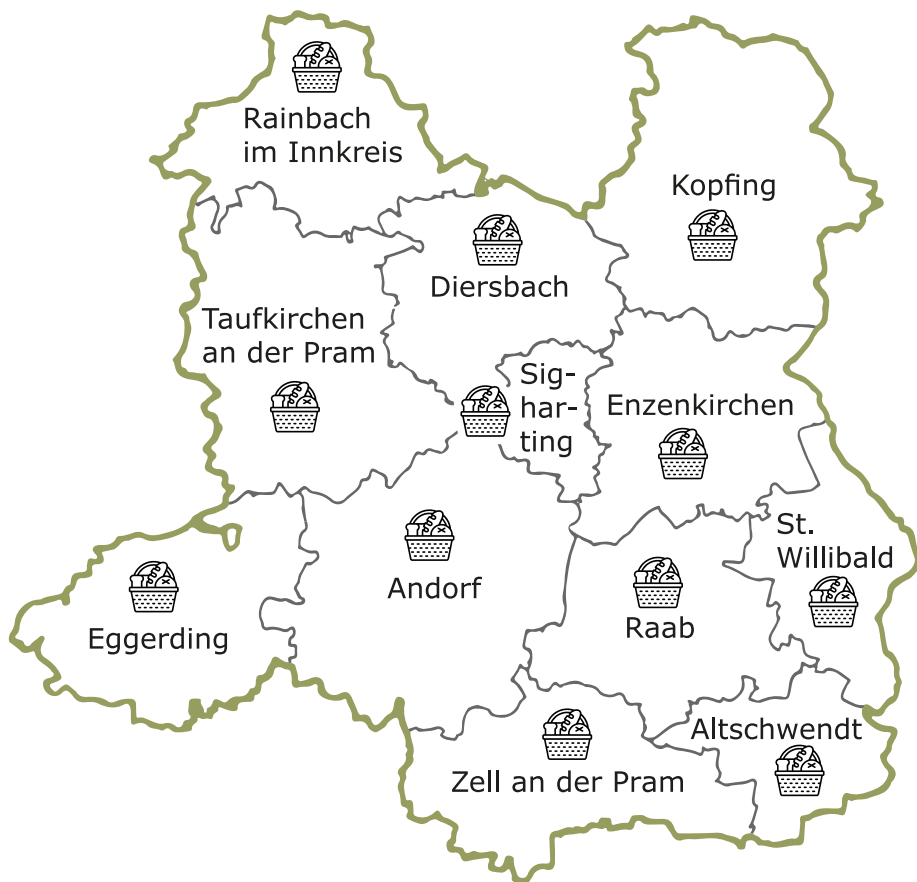 Rainbach
im Innkreis
Kopfing
Diersbach
Taufkirchen
an der Pram
Sig-
har-
ting
Enzenkirchen
St.
Willibald
Andorf
Raab
Eggerding
Altschwendt
Zell an der Pram